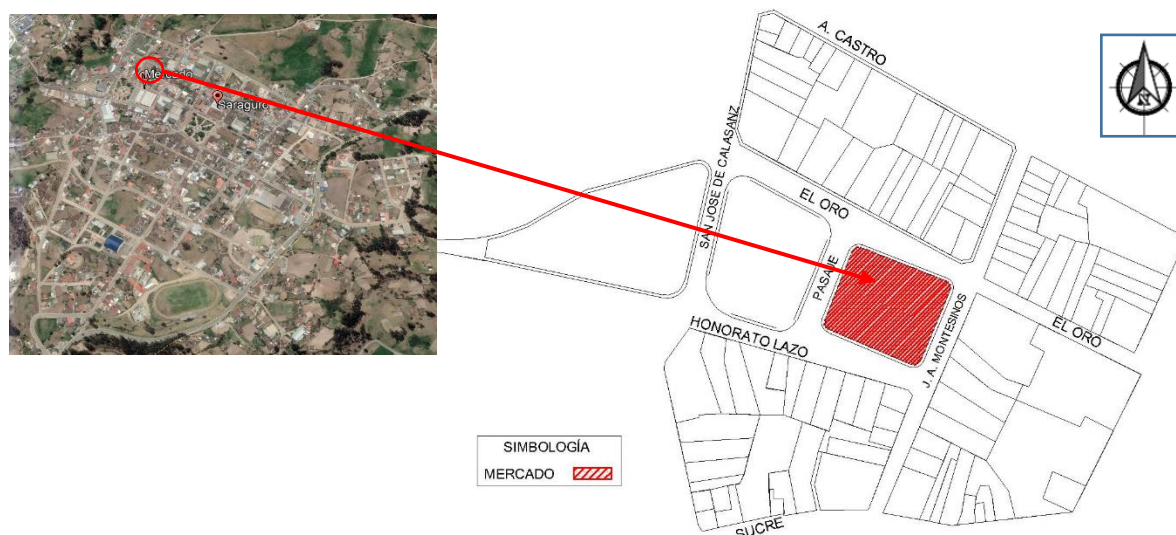 Mercado
Saraguro
A. CASTRO
SAN JOSE DE CALASANZ
EL ORO
PASAJE
HONORATO LAZO
J. A. MONTESINOS
EL ORO
SIMBOLOGÍA
MERCADO
SUCRE
N